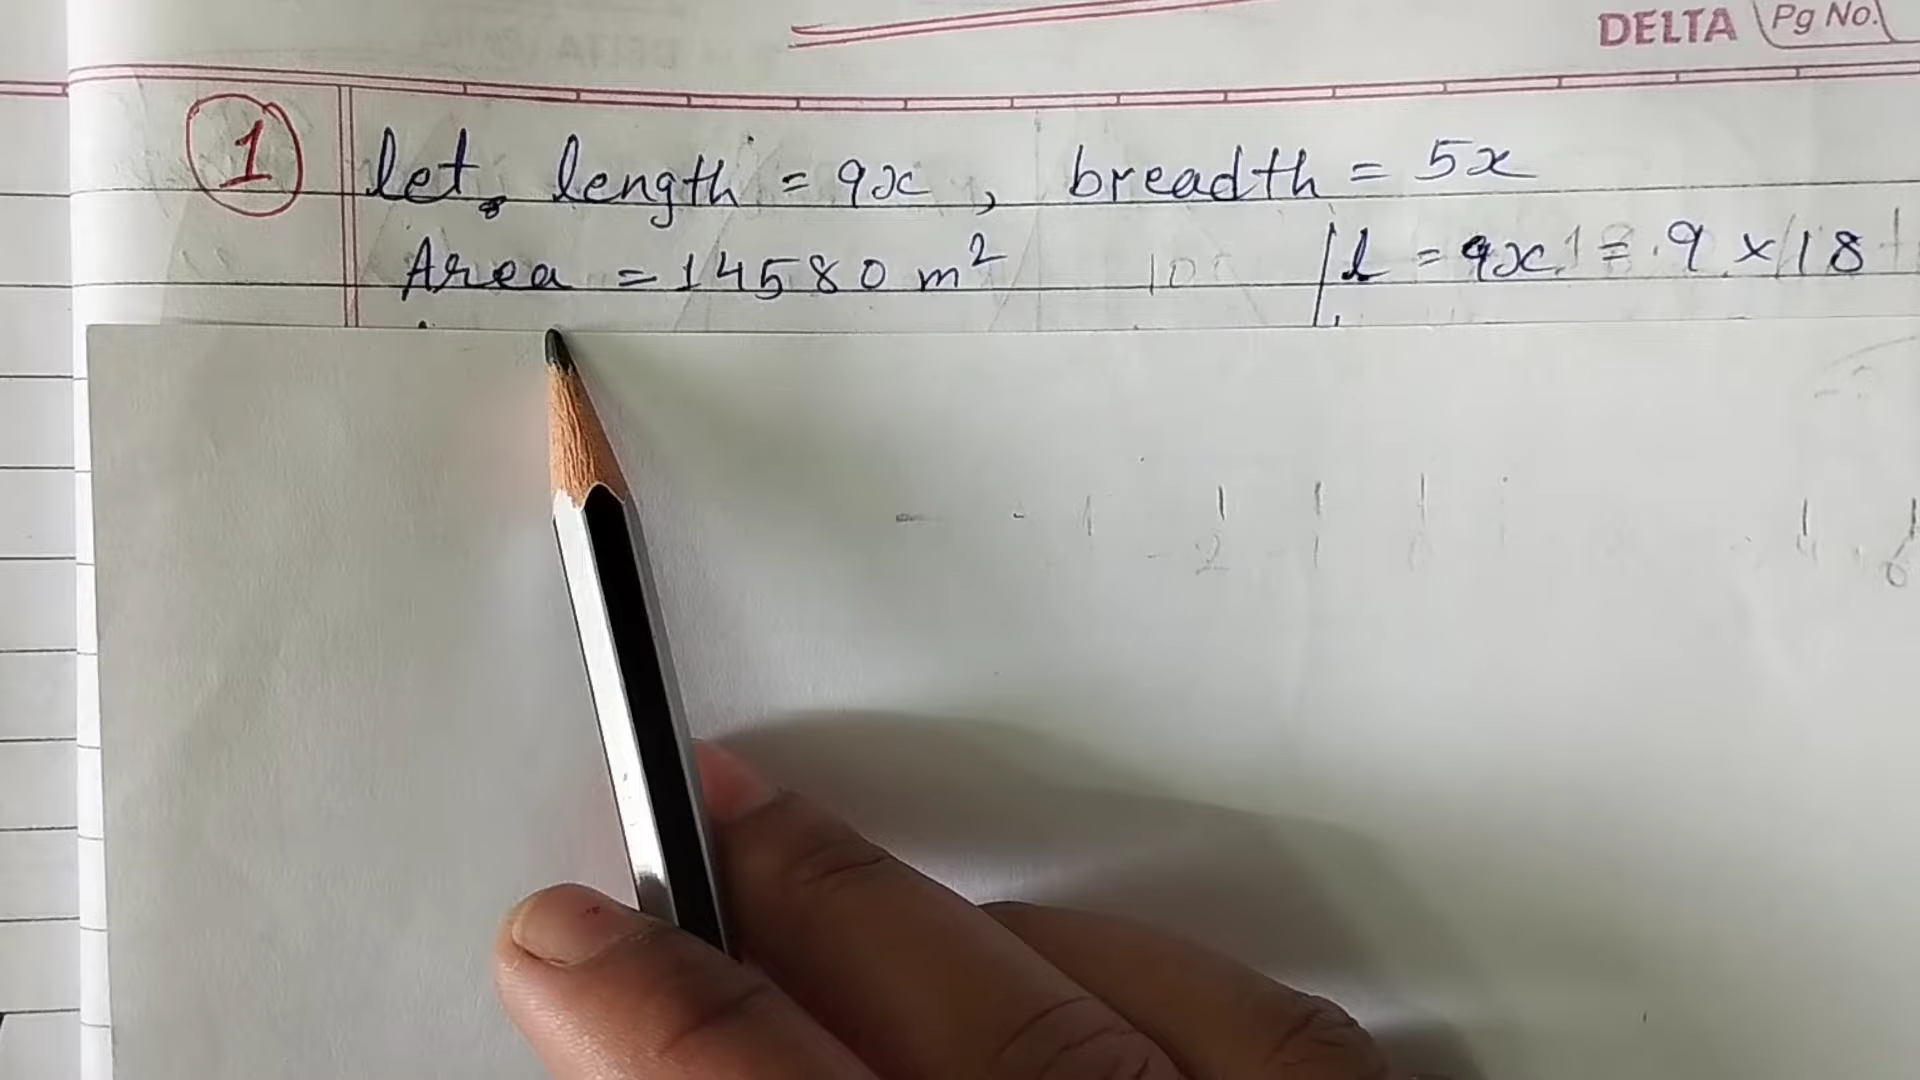 DELTA Pg No.
1 let, length = 9x, breadth = 5x
Area = 14580 m²
l = 9x = 9 × 18